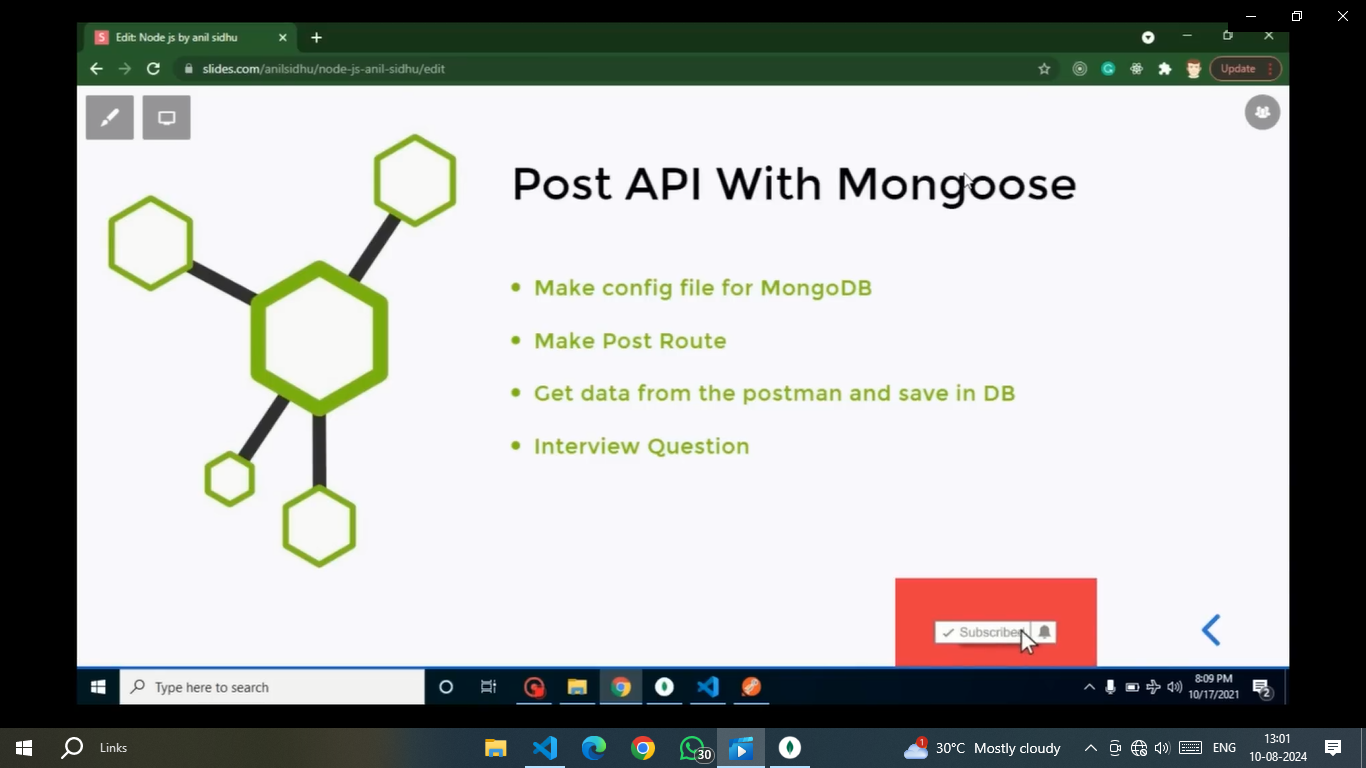 Edit: Node js by anil sidhu
slides.com/anilsidhu/node-js-anil-sidhu/edit
Update
Post API With Mongoose
Make config file for MongoDB
Make Post Route
Get data from the postman and save in DB
Interview Question
Subscribed
Type here to search
8:09 PM
10/17/2021
2
Links
30
1
30°C Mostly cloudy
ENG
13:01
10-08-2024